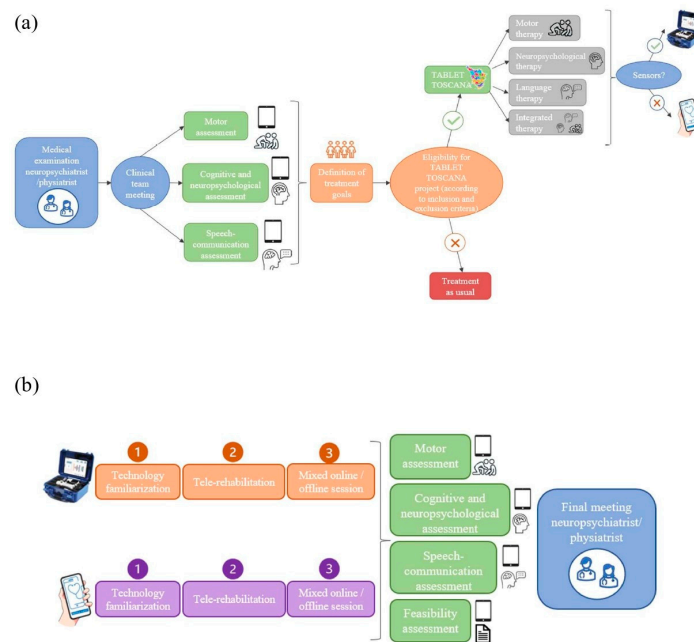 (a)
Medical
examination
neuropsychiatrist
/physiatrist
Clinical
team
meeting
Motor
assessment
Cognitive and
neuropsychological
assessment
Speech-
communication
assessment
Definition of
treatment
goals
Eligibility for
TABLET
TOSCANA
project (according
to inclusion and
exclusion criteria)
TABLET
TOSCANA
Treatment
as usual
Motor
therapy
Neuropsychological
therapy
Language
therapy
Integrated
therapy
Sensors?
(b)
1
2
3
Technology
familiarization
Tele-rehabilitation
Mixed online /
offline session
1
2
3
Technology
familiarization
Tele-rehabilitation
Mixed online /
offline session
Motor
assessment
Cognitive and
neuropsychological
assessment
Speech-
communication
assessment
Feasibility
assessment
Final meeting
neuropsychiatrist/
physiatrist